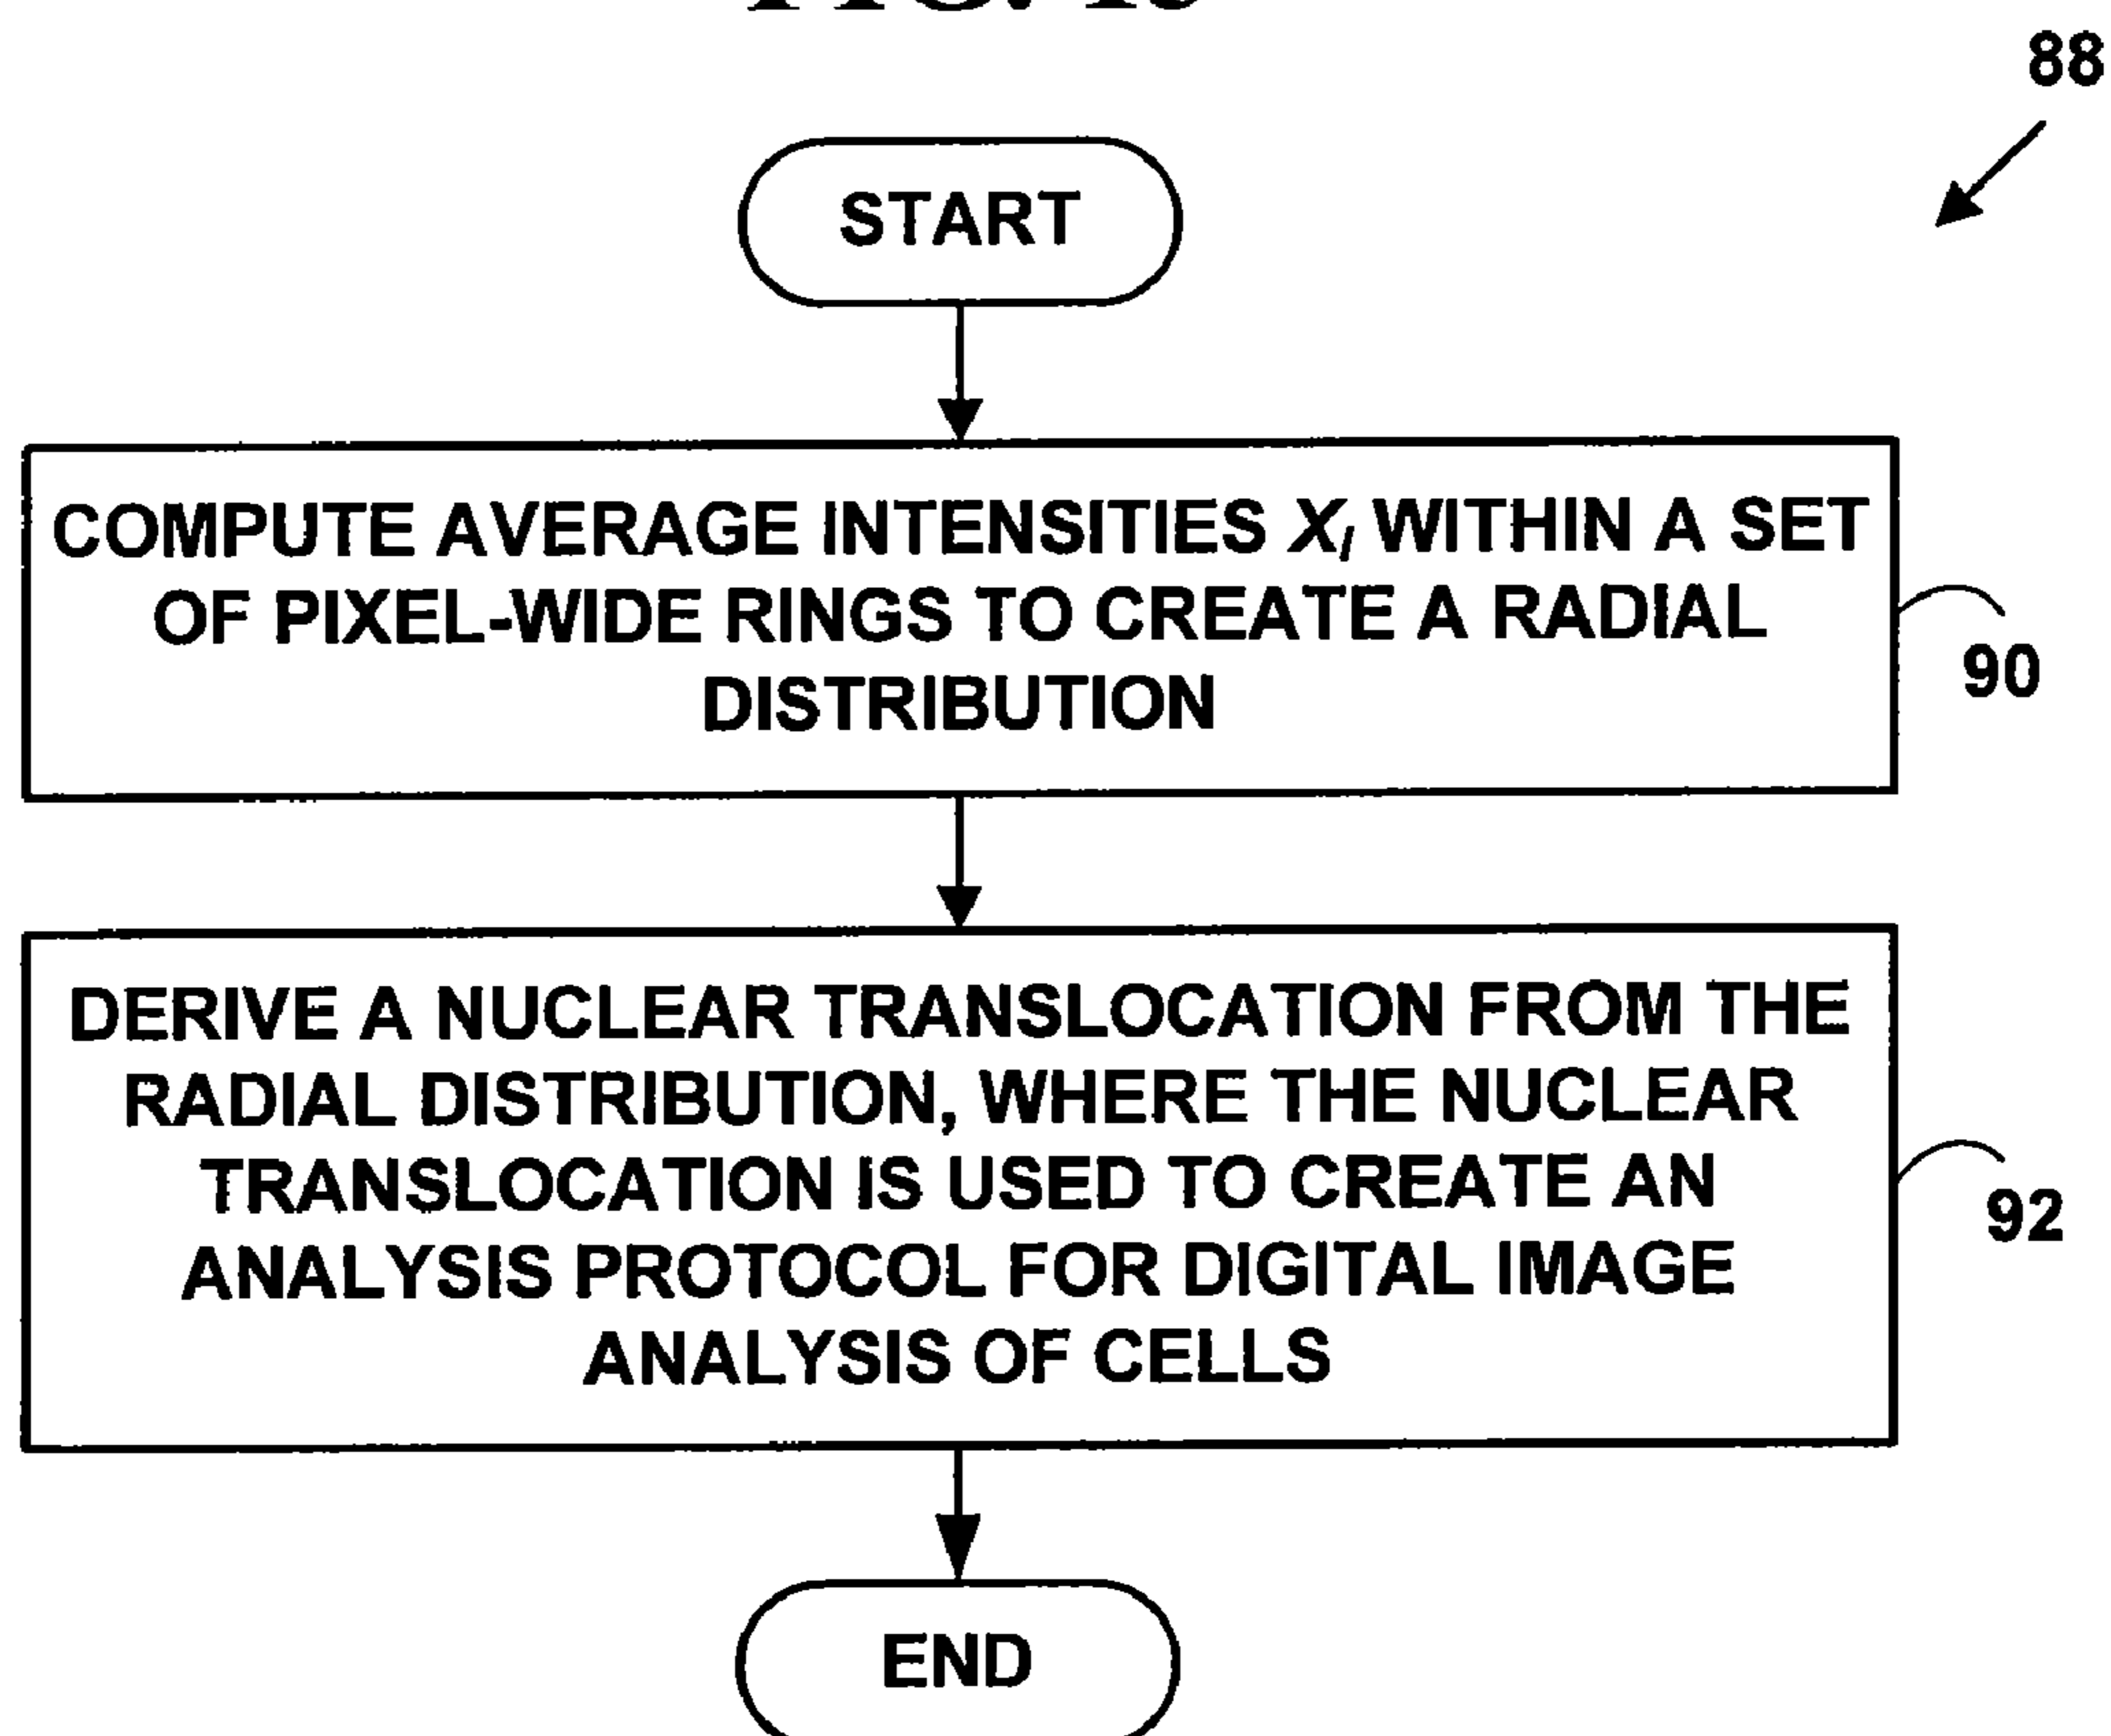 88
START
COMPUTE AVERAGE INTENSITIES Xᵢ WITHIN A SET
OF PIXEL-WIDE RINGS TO CREATE A RADIAL
DISTRIBUTION
90
DERIVE A NUCLEAR TRANSLOCATION FROM THE
RADIAL DISTRIBUTION, WHERE THE NUCLEAR
TRANSLOCATION IS USED TO CREATE AN
ANALYSIS PROTOCOL FOR DIGITAL IMAGE
ANALYSIS OF CELLS
92
END